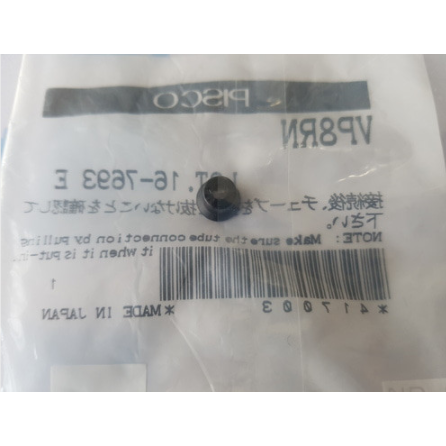 PISCO
VP8RN
LOT. 16-7693 E
接続後、チューブを抜けないことを確認して
下さい。
NOTE: Make sure the tube connection by pulling
it when it is put-in.
1
*417003*
MADE IN JAPAN